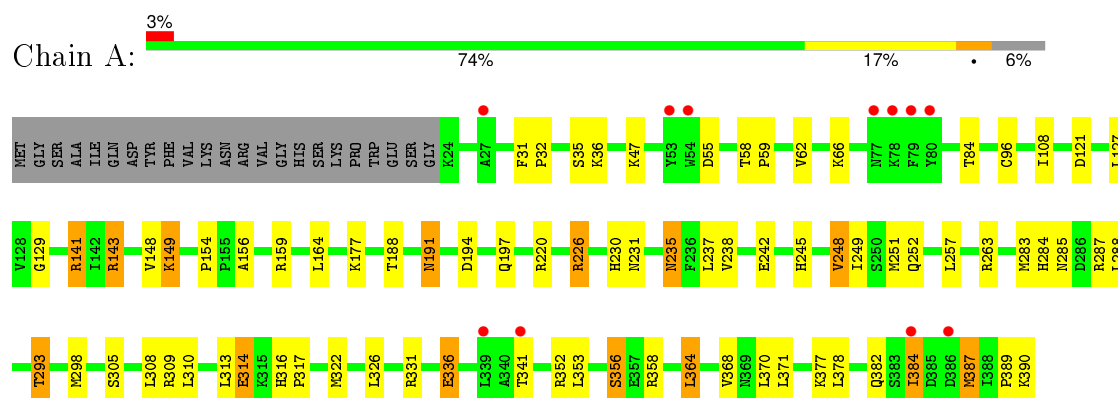 3%
Chain A:
74% 17% • 6%
MET GLY SER ALA ILE GLN ASP TYR PHE VAL LYS ASN ARG VAL GLY HIS SER LYS PRO TRP GLU SER GLY K24 A27 F31 P32 S35 K36 K47 Y53 W54 D55 T58 P59 V62 K66 N77 K78 F79 Y80 T84 C96 I108 D121 L127
V128 G129 R141 I142 R143 V148 K149 P154 P155 A156 R159 L164 K177 T188 N191 D194 Q197 R220 R226 H230 N231 N235 F236 L237 V238 E242 H245 V248 I249 S250 M251 Q252 L257 R263 M283 H284 N285 D286 R287 L288
T293 M298 S305 L308 R309 L310 L313 E314 K315 H316 P317 M322 L326 R331 E336 L339 A340 T341 R352 L353 S356 E357 R358 L364 V368 N369 L370 L371 K377 L378 Q382 S383 I384 D385 D386 M387 I388 P389 K390